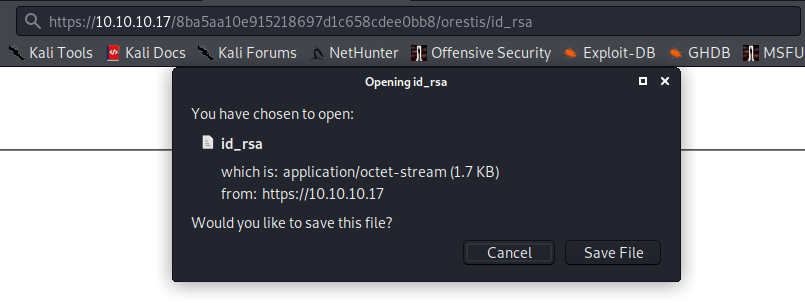 https://10.10.10.17/8ba5aa10e915218697d1c658cdee0bb8/orestis/id_rsa
Kali Tools Kali Docs Kali Forums NetHunter Offensive Security Exploit-DB GHDB MSFU
Opening id_rsa
You have chosen to open:
id_rsa
which is: application/octet-stream (1.7 KB)
from: https://10.10.10.17
Would you like to save this file?
Cancel Save File